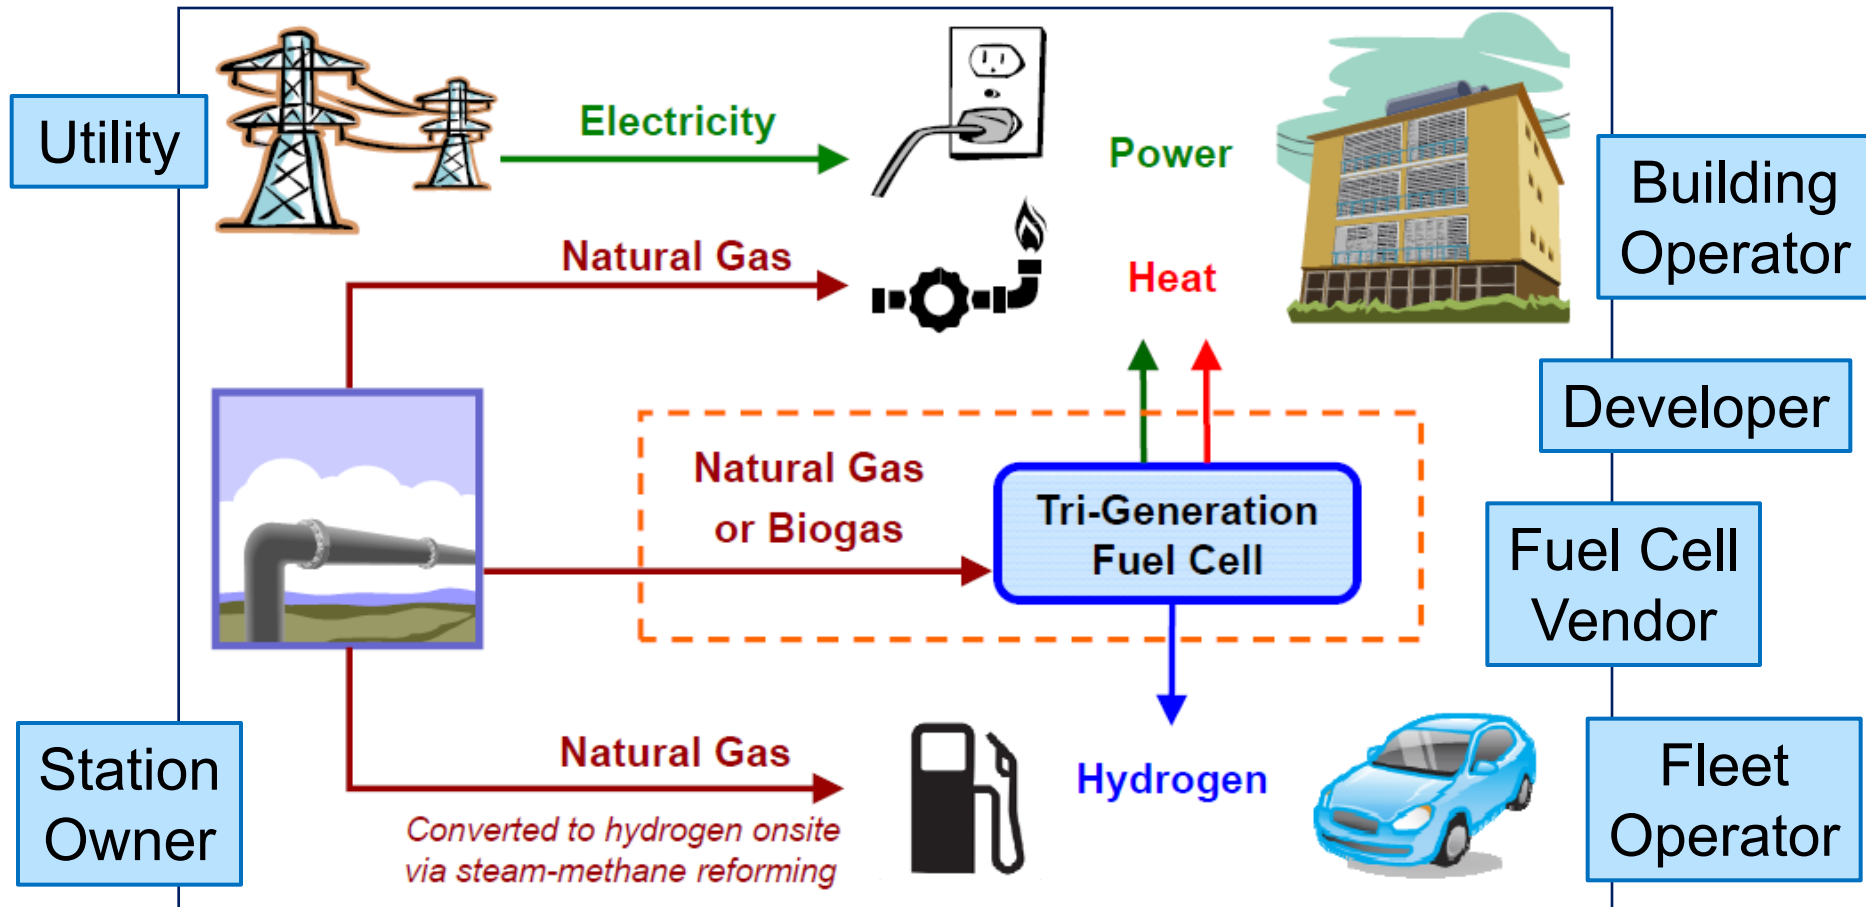 Utility
Electricity
Power
Building
Operator
Natural Gas
Heat
Developer
Natural Gas
or Biogas
Tri-Generation
Fuel Cell
Fuel Cell
Vendor
Station
Owner
Natural Gas
Converted to hydrogen onsite
via steam-methane reforming
Hydrogen
Fleet
Operator